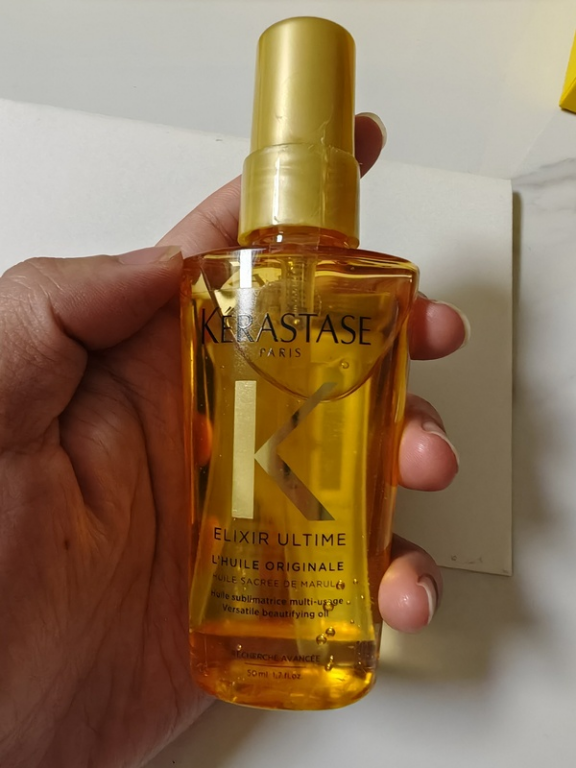 KÉRASTASE
PARIS
K
ELIXIR ULTIME
L'HUILE ORIGINALE
HUILE SACRÉE DE MARULA
Huile sublimatrice multi-usage
Versatile beautifying oil
RECHERCHE AVANCÉE
50 ml 1.7 fl.oz.